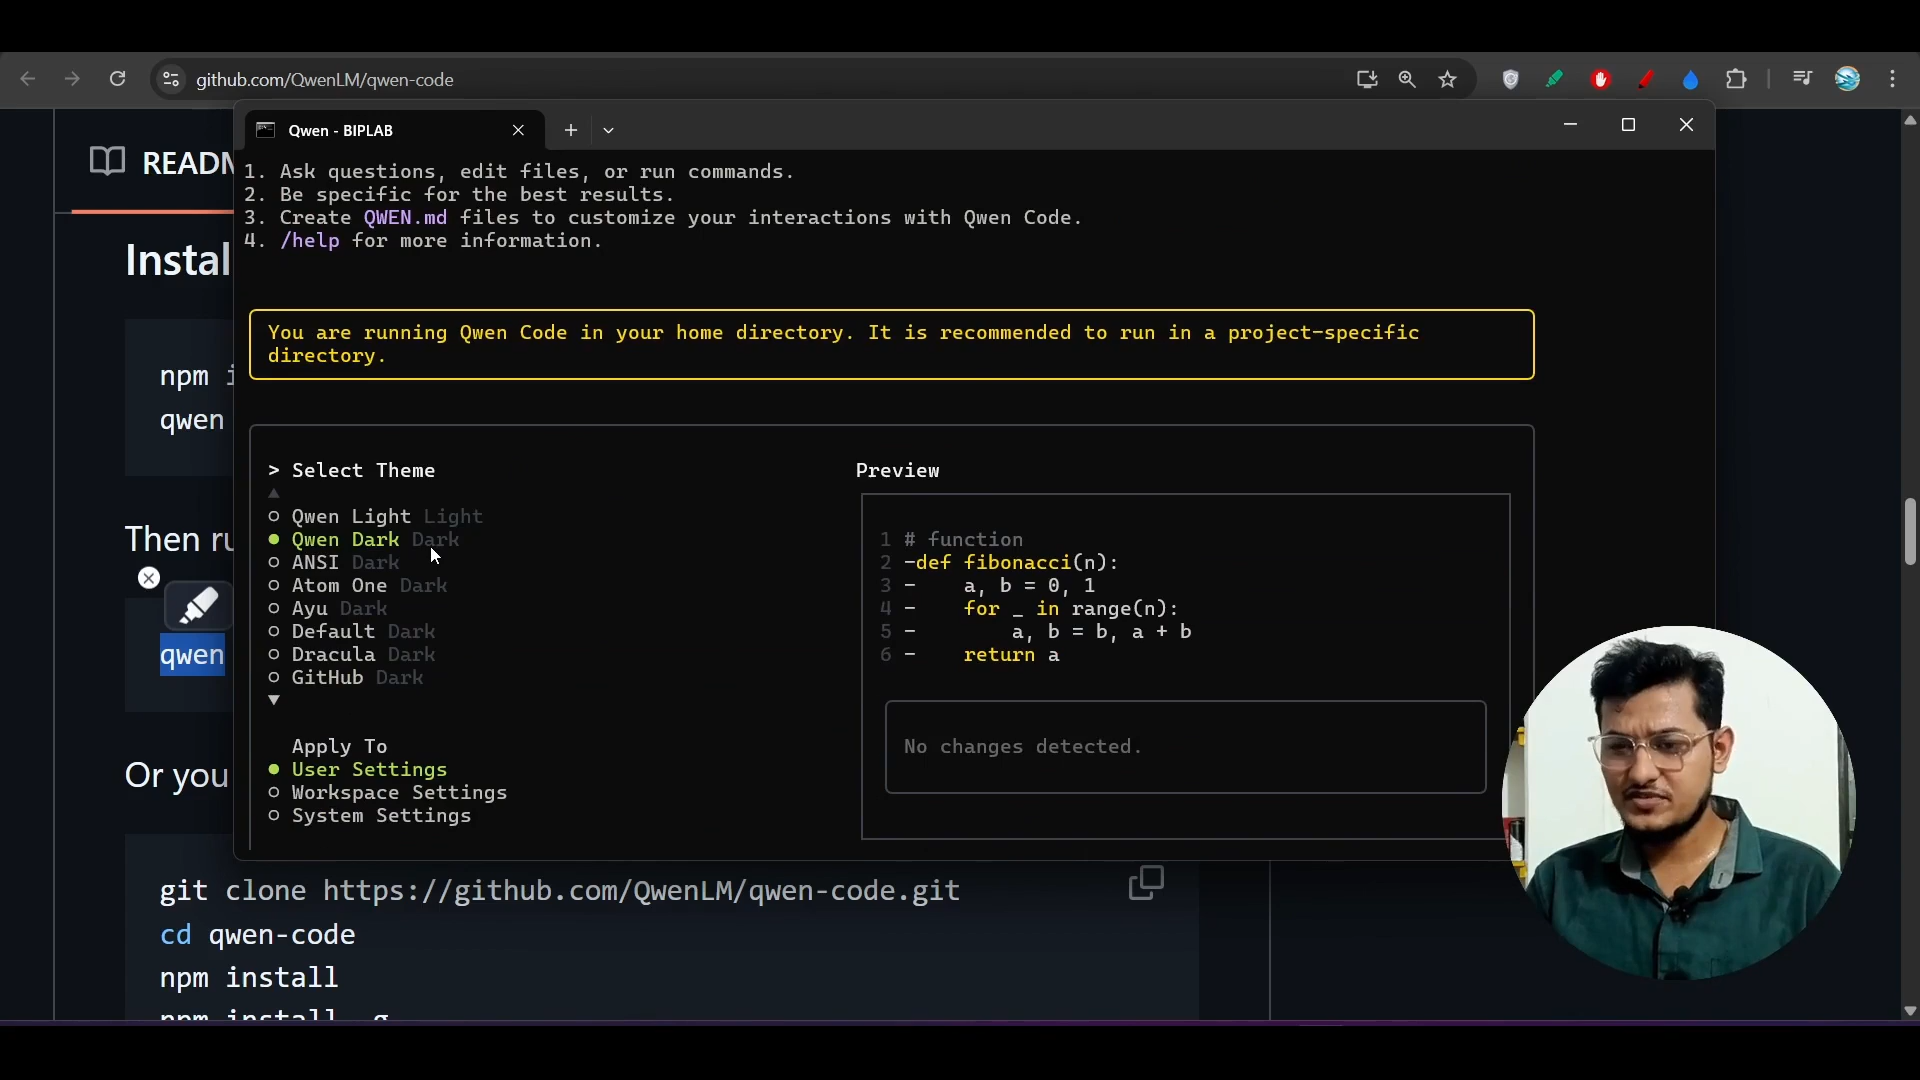 github.com/QwenLM/qwen-code
Qwen - BIPLAB
READM
1. Ask questions, edit files, or run commands.
2. Be specific for the best results.
3. Create QWEN.md files to customize your interactions with Qwen Code.
4. /help for more information.
Instal
You are running Qwen Code in your home directory. It is recommended to run in a project-specific
directory.
npm i
qwen
> Select Theme
Preview
Qwen Light Light
Qwen Dark Dark
ANSI Dark
Atom One Dark
Ayu Dark
Default Dark
Dracula Dark
GitHub Dark
1 # function
2 -def fibonacci(n):
3 - a, b = 0, 1
4 - for _ in range(n):
5 - a, b = b, a + b
6 - return a
Then ru
qwen
Apply To
User Settings
Workspace Settings
System Settings
No changes detected.
Or you
git clone https://github.com/QwenLM/qwen-code.git
cd qwen-code
npm install
npm install -g